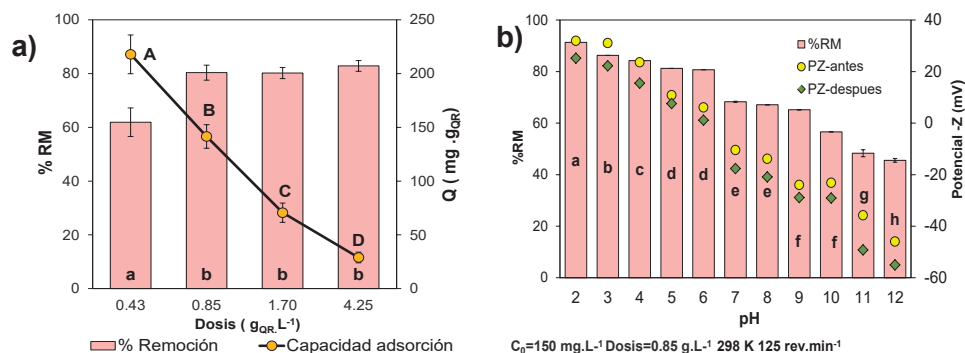 a)
100
80
60
40
20
0
% RM
250
200
150
100
50
0
Q ( mg .gQR)
A
B
C
D
a
b
b
b
0.43
0.85
1.70
4.25
Dosis ( gQR.L-1)
% Remoción
Capacidad adsorción
b)
100
80
60
40
20
0
%RM
40
20
0
-20
-40
-60
Potencial -Z (mV)
%RM
PZ-antes
PZ-despues
a
b
c
d
d
e
e
f
f
g
h
2 3 4 5 6 7 8 9 10 11 12
pH
C0=150 mg.L-1 Dosis=0.85 g.L-1 298 K 125 rev.min-1